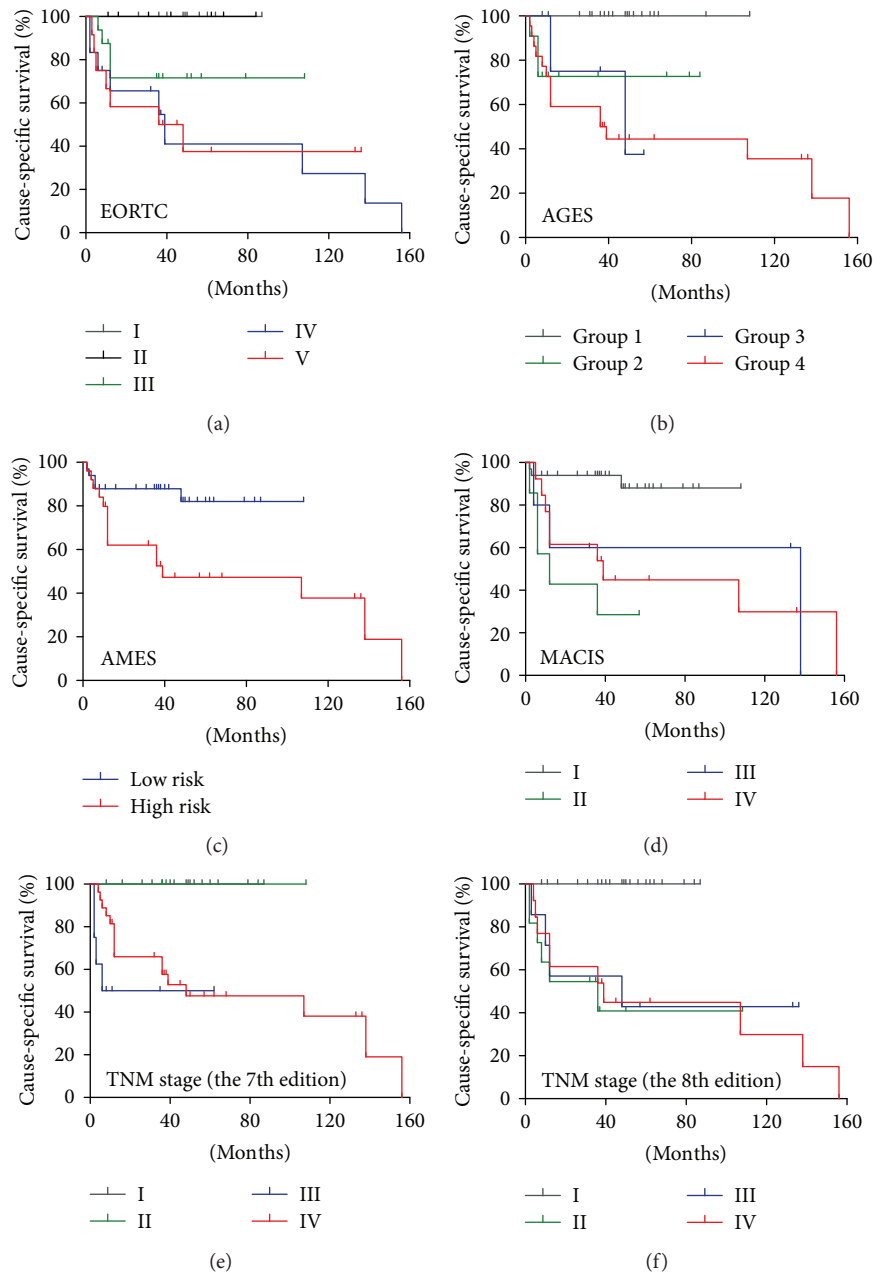 Cause-specific survival (%)
100
80
60
40
20
0
EORTC
0 40 80 120 160
(Months)
I IV
II V
III
(a)
Cause-specific survival (%)
100
80
60
40
20
0
AGES
0 40 80 120 160
(Months)
Group 1 Group 3
Group 2 Group 4
(b)
Cause-specific survival (%)
100
80
60
40
20
0
AMES
0 40 80 120 160
(Months)
Low risk
High risk
(c)
Cause-specific survival (%)
100
80
60
40
20
0
MACIS
0 40 80 120 160
(Months)
I III
II IV
(d)
Cause-specific survival (%)
100
80
60
40
20
0
TNM stage (the 7th edition)
0 40 80 120 160
(Months)
I III
II IV
(e)
Cause-specific survival (%)
100
80
60
40
20
0
TNM stage (the 8th edition)
0 40 80 120 160
(Months)
I III
II IV
(f)